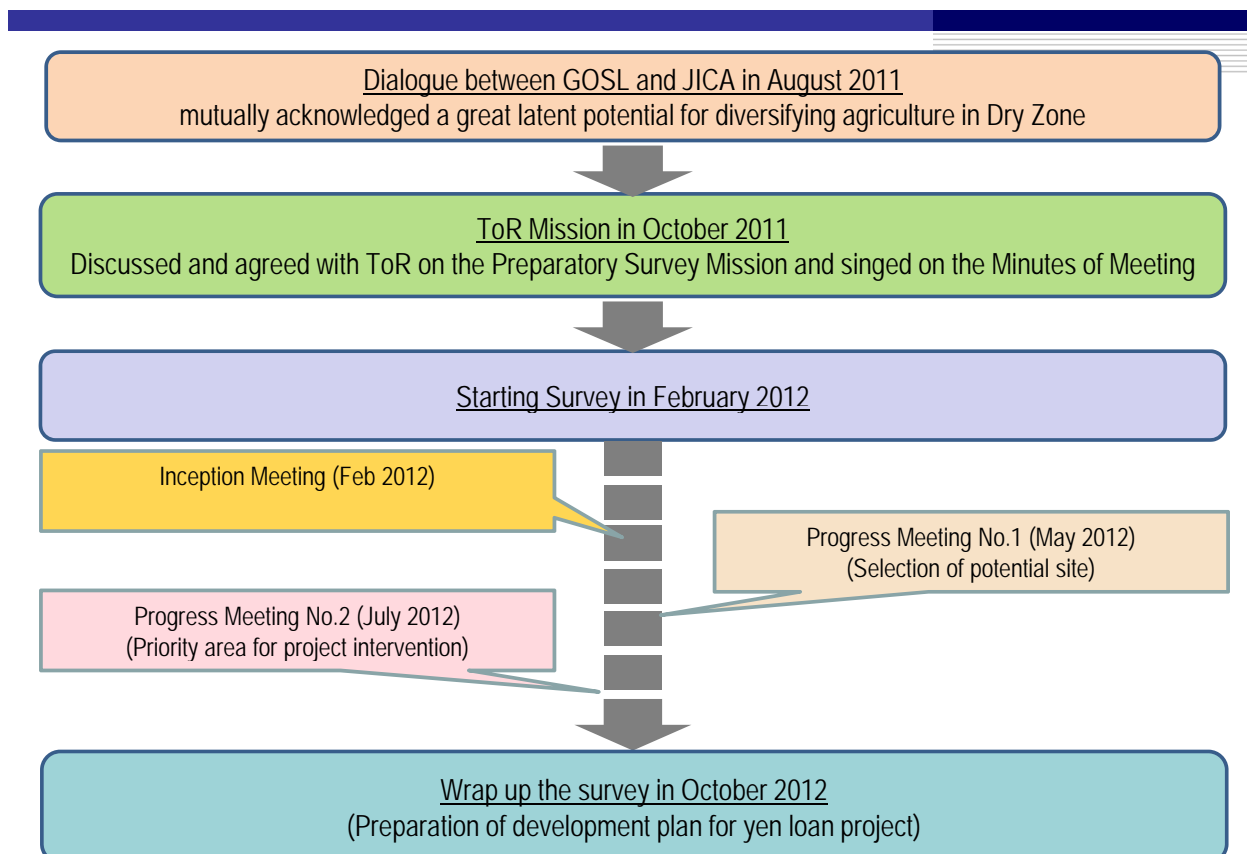 Dialogue between GOSL and JICA in August 2011
mutually acknowledged a great latent potential for diversifying agriculture in Dry Zone
ToR Mission in October 2011
Discussed and agreed with ToR on the Preparatory Survey Mission and singed on the Minutes of Meeting
Starting Survey in February 2012
Inception Meeting (Feb 2012)
Progress Meeting No.1 (May 2012)
(Selection of potential site)
Progress Meeting No.2 (July 2012)
(Priority area for project intervention)
Wrap up the survey in October 2012
(Preparation of development plan for yen loan project)